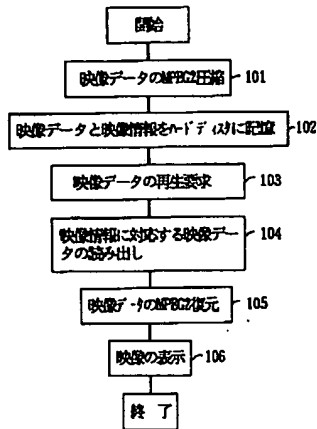 開始
映像データのMPEG2圧縮 101
映像データと映像情報をハードディスクに記憶 102
映像データの再生要求 103
映像情報に対応する映像デー
タの読み出し 104
映像データのMPEG2復元 105
映像の表示 106
終了